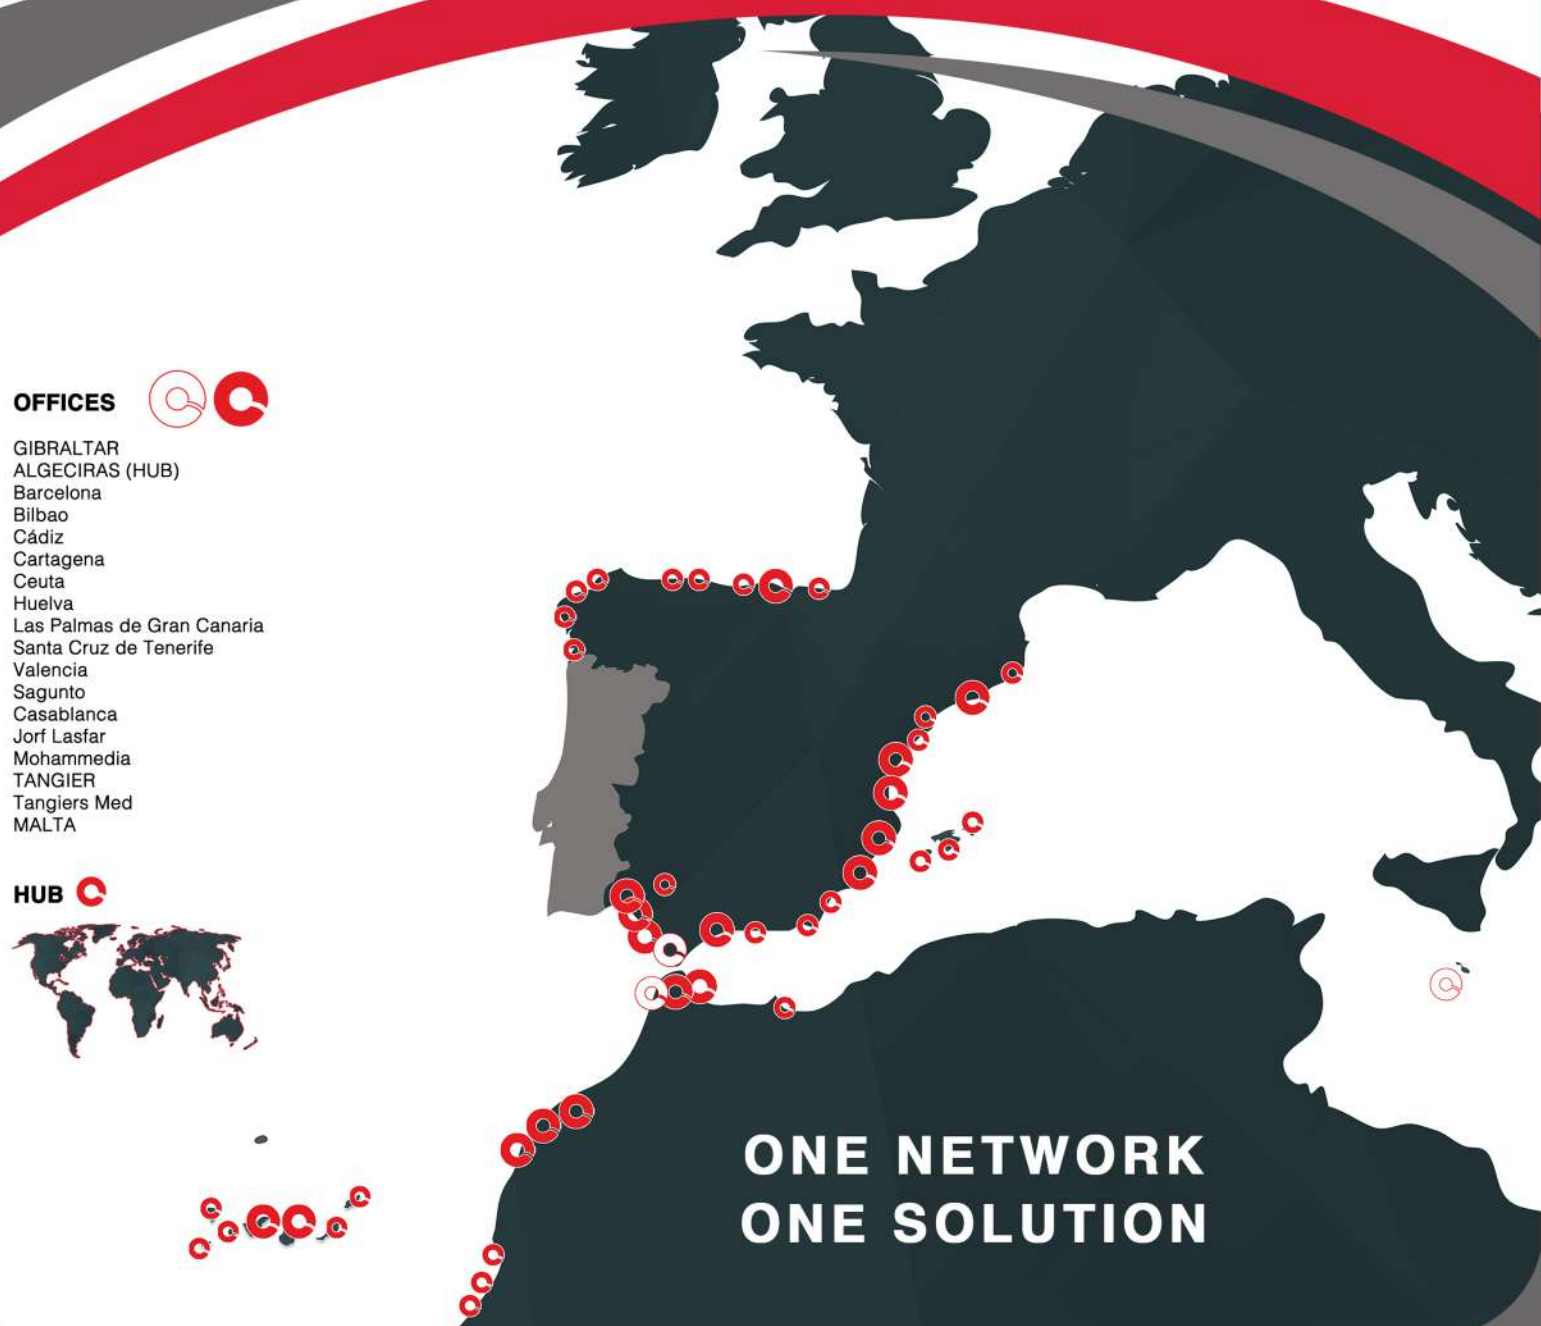 OFFICES
GIBRALTAR
ALGECIRAS (HUB)
Barcelona
Bilbao
Cádiz
Cartagena
Ceuta
Huelva
Las Palmas de Gran Canaria
Santa Cruz de Tenerife
Valencia
Sagunto
Casablanca
Jorf Lasfar
Mohammedia
TANGIER
Tangiers Med
MALTA
HUB
ONE NETWORK
ONE SOLUTION